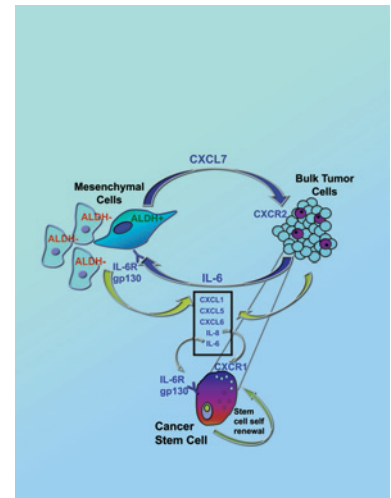 CXCL7
Mesenchymal
Cells
Bulk Tumor
Cells
ALDH-
ALDH+
CXCR2
ALDH-
ALDH-
IL-6R
gp130
IL-6
CXCL1
CXCL5
CXCL6
IL-8
IL-6
CXCR1
IL-6R
gp130
Cancer
Stem Cell
Stem
cell self
renewal